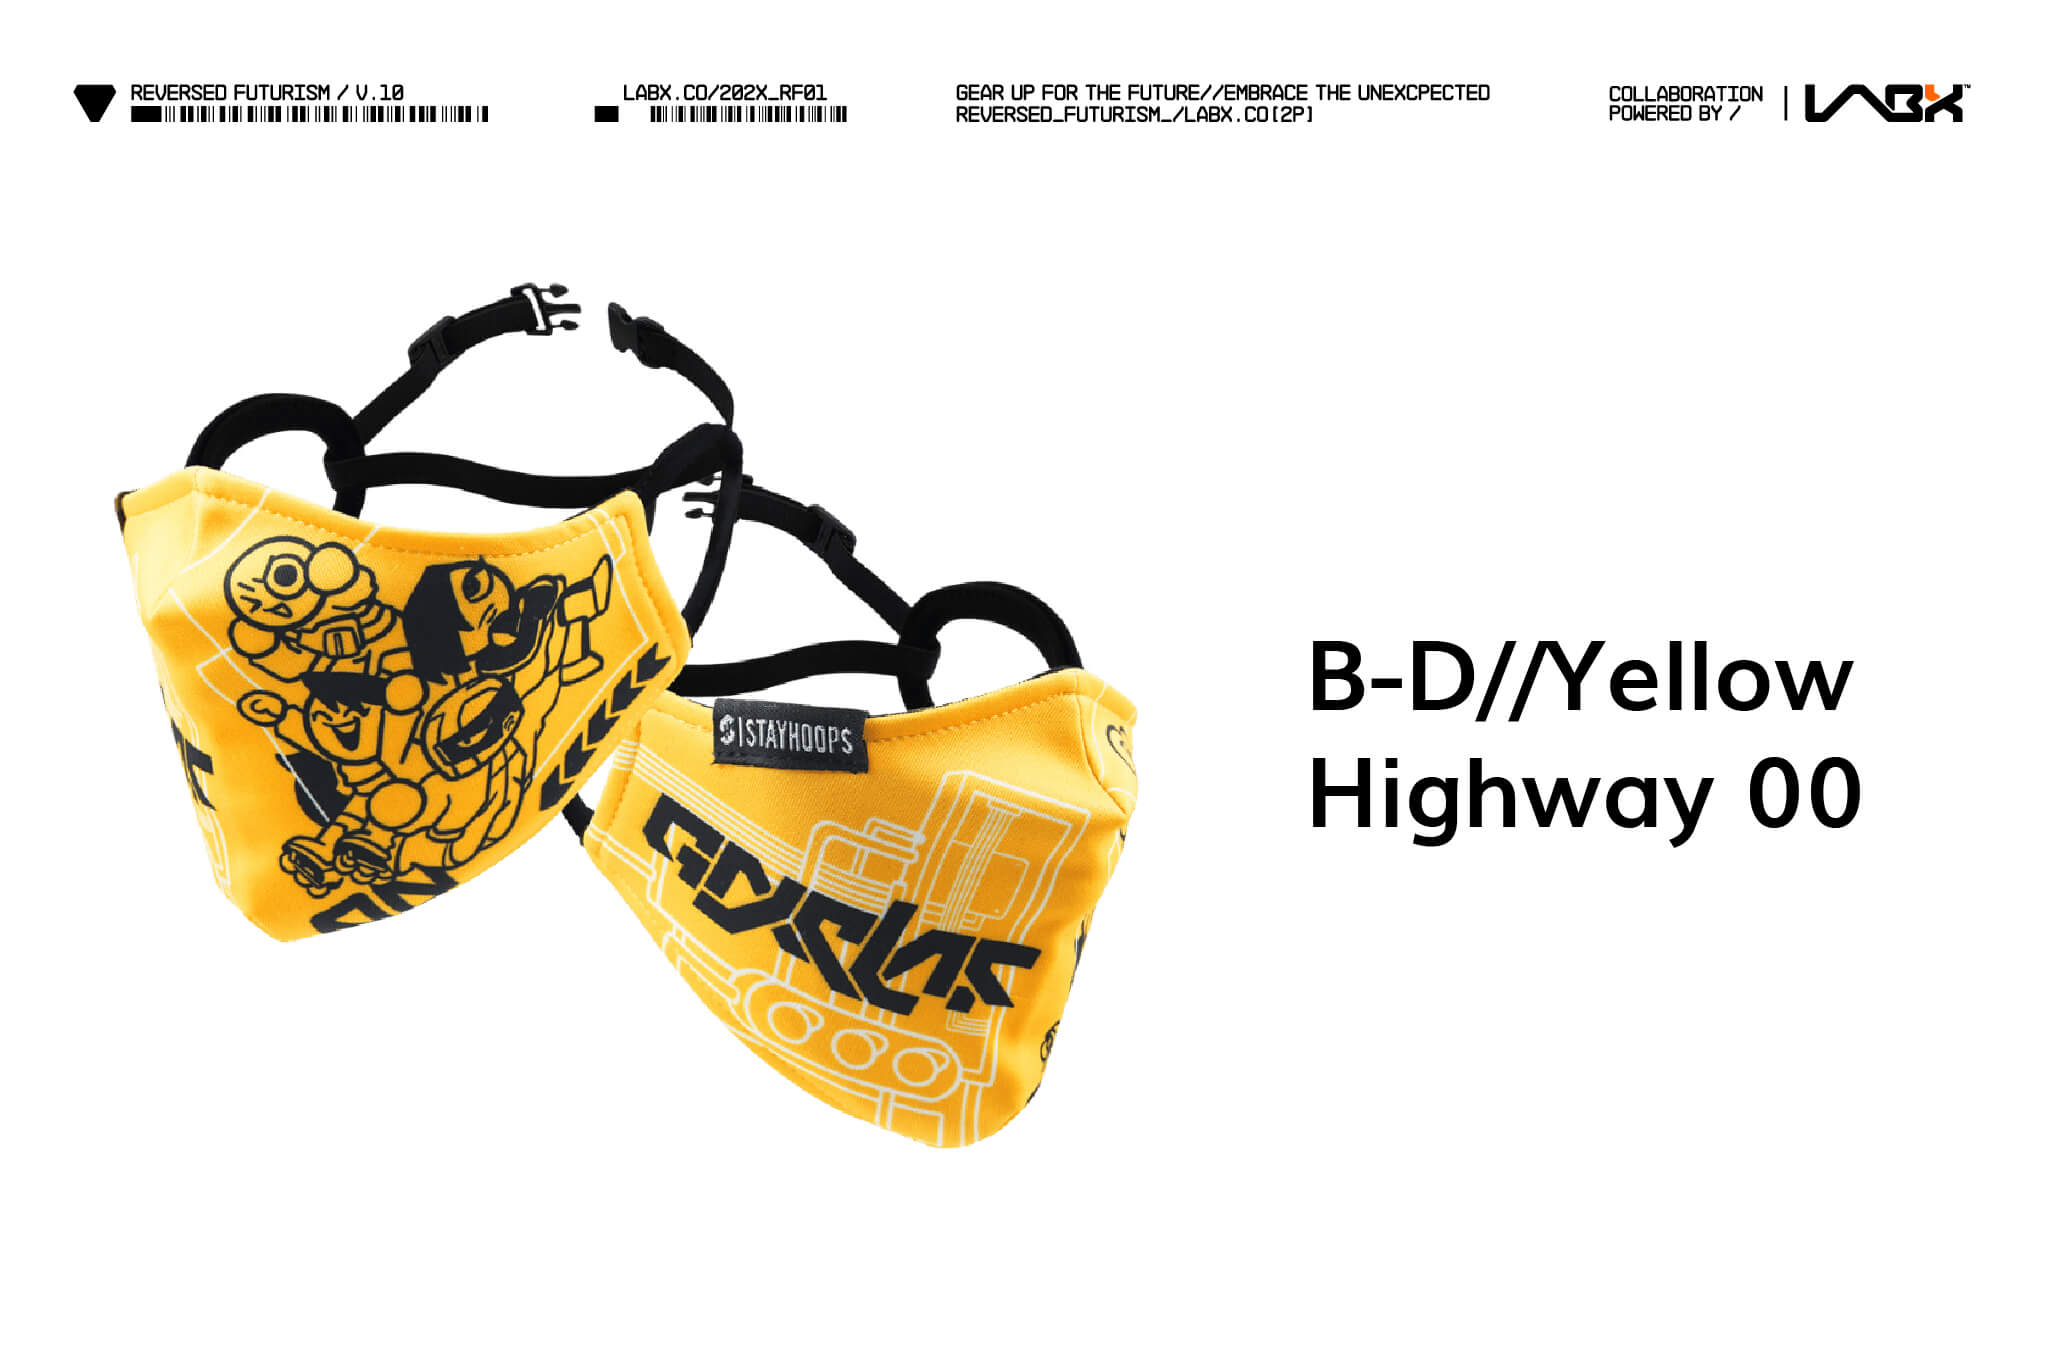 REVERSED FUTURISM / V.10
LABX.CO/202X_RF01
GEAR UP FOR THE FUTURE//EMBRACE THE UNEXCPECTED
REVERSED_FUTURISM_/LABX.CO[2P]
COLLABORATION
POWERED BY /
LABX™
S|STAYHOOPS
B-D//Yellow
Highway 00